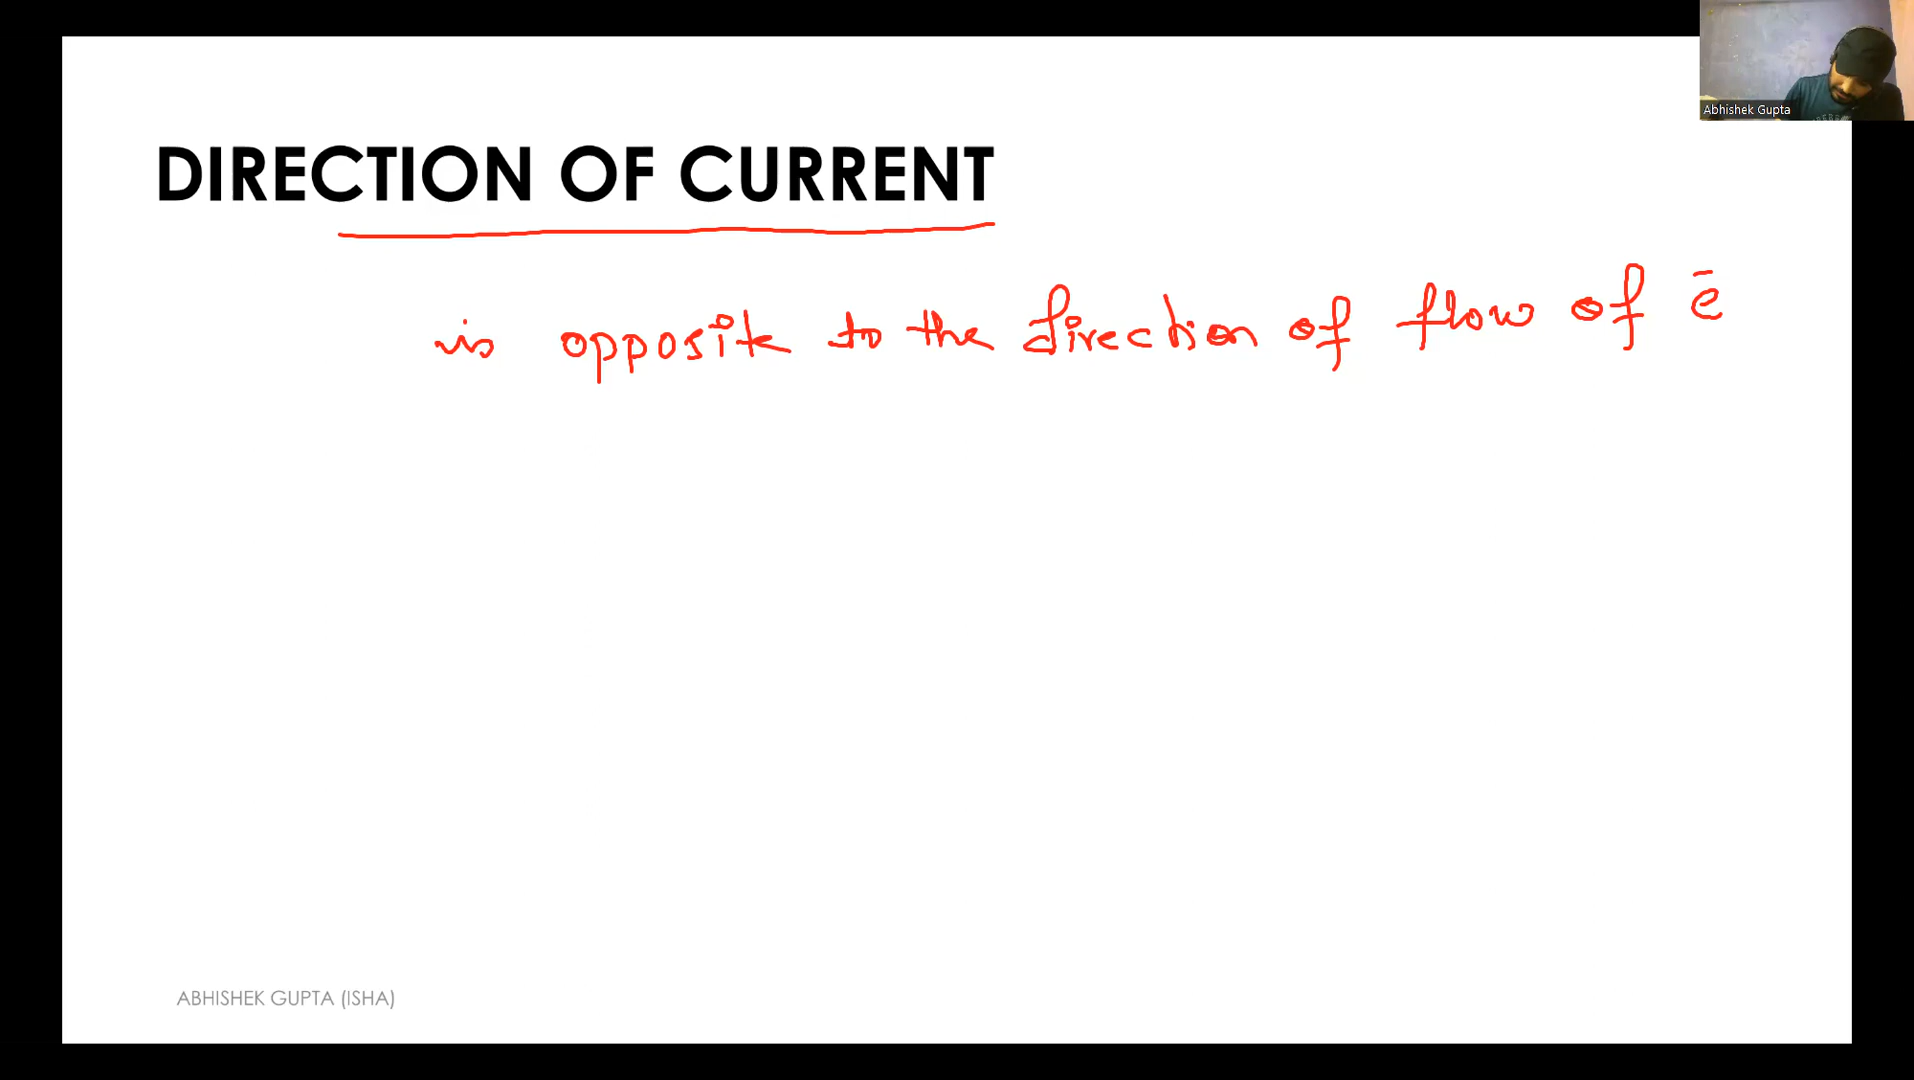 Abhishek Gupta
DIRECTION OF CURRENT
is opposite to the direction of flow of ē
ABHISHEK GUPTA (ISHA)